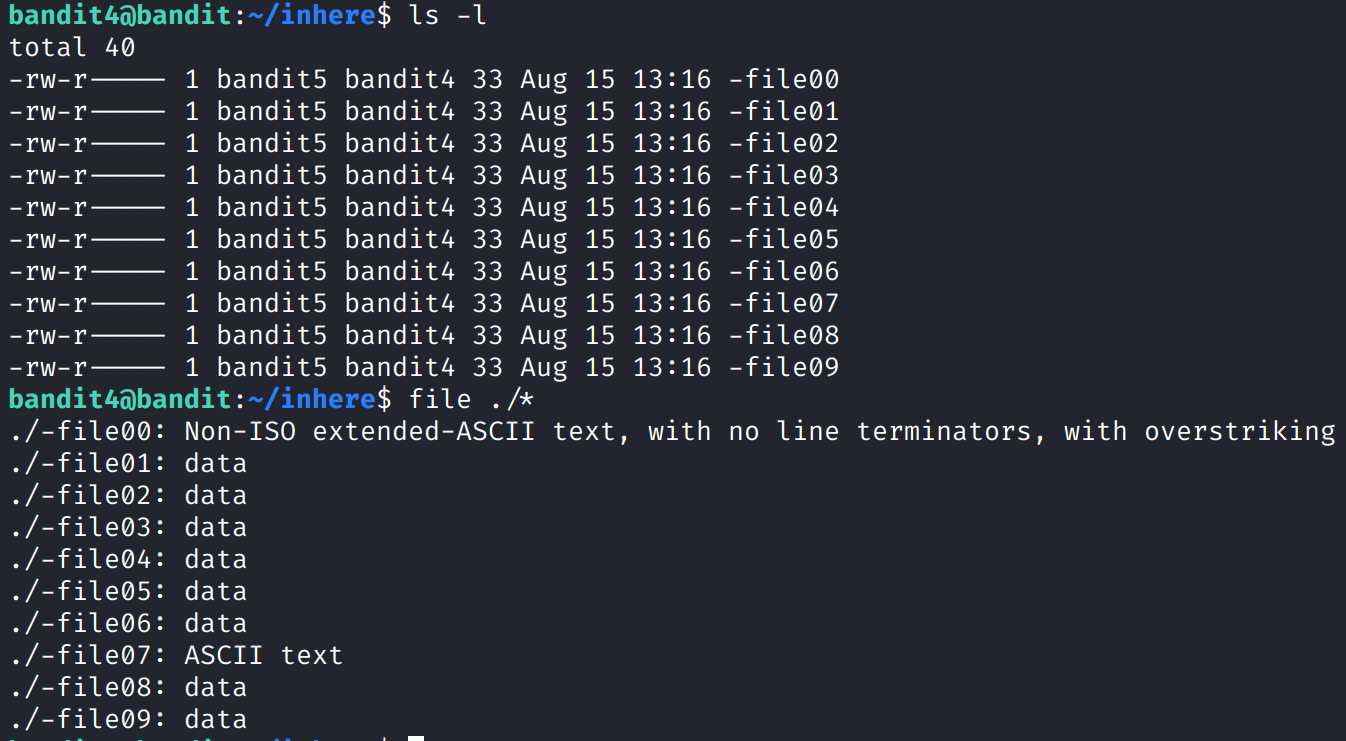 bandit4@bandit:~/inhere$ ls -l
total 40
-rw-r----- 1 bandit5 bandit4 33 Aug 15 13:16 -file00
-rw-r----- 1 bandit5 bandit4 33 Aug 15 13:16 -file01
-rw-r----- 1 bandit5 bandit4 33 Aug 15 13:16 -file02
-rw-r----- 1 bandit5 bandit4 33 Aug 15 13:16 -file03
-rw-r----- 1 bandit5 bandit4 33 Aug 15 13:16 -file04
-rw-r----- 1 bandit5 bandit4 33 Aug 15 13:16 -file05
-rw-r----- 1 bandit5 bandit4 33 Aug 15 13:16 -file06
-rw-r----- 1 bandit5 bandit4 33 Aug 15 13:16 -file07
-rw-r----- 1 bandit5 bandit4 33 Aug 15 13:16 -file08
-rw-r----- 1 bandit5 bandit4 33 Aug 15 13:16 -file09
bandit4@bandit:~/inhere$ file ./*
./-file00: Non-ISO extended-ASCII text, with no line terminators, with overstriking
./-file01: data
./-file02: data
./-file03: data
./-file04: data
./-file05: data
./-file06: data
./-file07: ASCII text
./-file08: data
./-file09: data